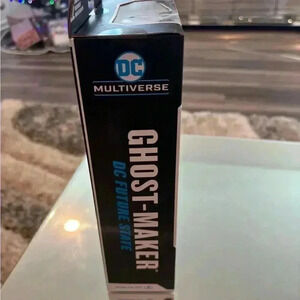 DC
MULTIVERSE
GHOST-MAKER
DC FUTURE STATE